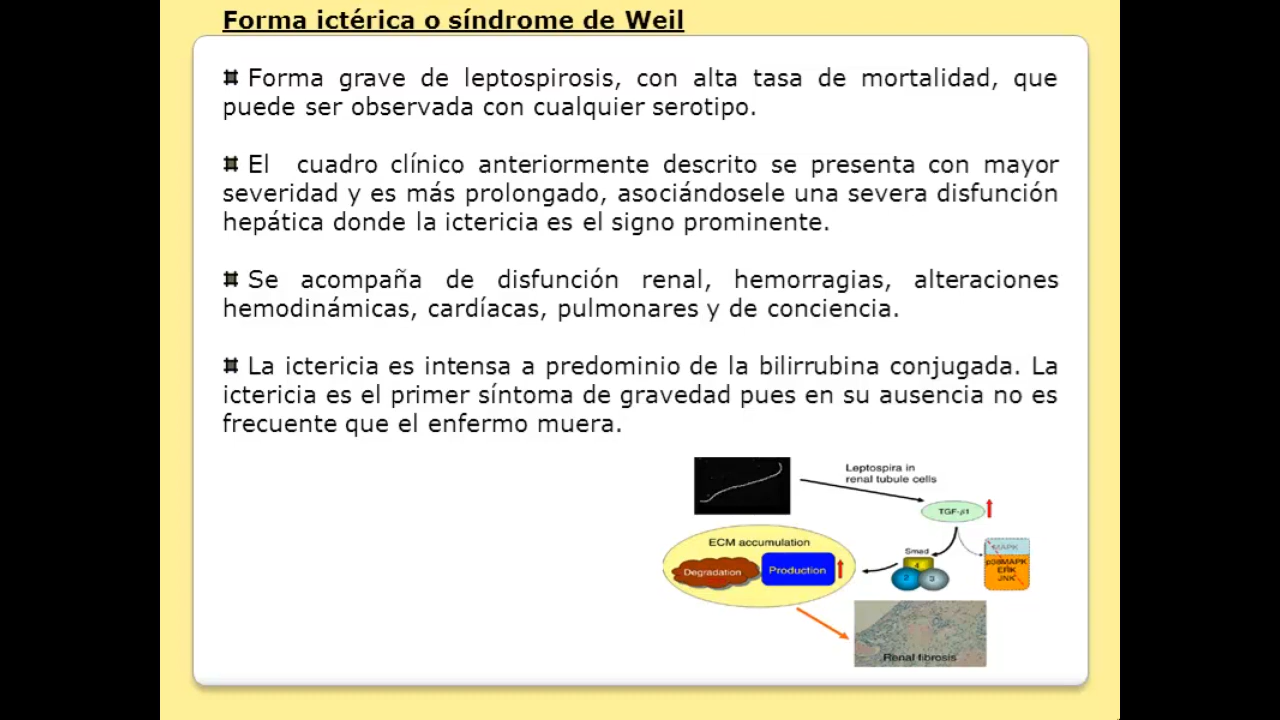 Forma ictérica o síndrome de Weil
Forma grave de leptospirosis, con alta tasa de mortalidad, que
puede ser observada con cualquier serotipo.
El cuadro clínico anteriormente descrito se presenta con mayor
severidad y es más prolongado, asociándosele una severa disfunción
hepática donde la ictericia es el signo prominente.
Se acompaña de disfunción renal, hemorragias, alteraciones
hemodinámicas, cardíacas, pulmonares y de conciencia.
La ictericia es intensa a predominio de la bilirrubina conjugada. La
ictericia es el primer síntoma de gravedad pues en su ausencia no es
frecuente que el enfermo muera.
Leptospira in
renal tubule cells
TGF-β1
ECM accumulation
Degradation
Production
Smad
4
2
3
MAPK
p38MAPK
ERK
JNK
Renal fibrosis